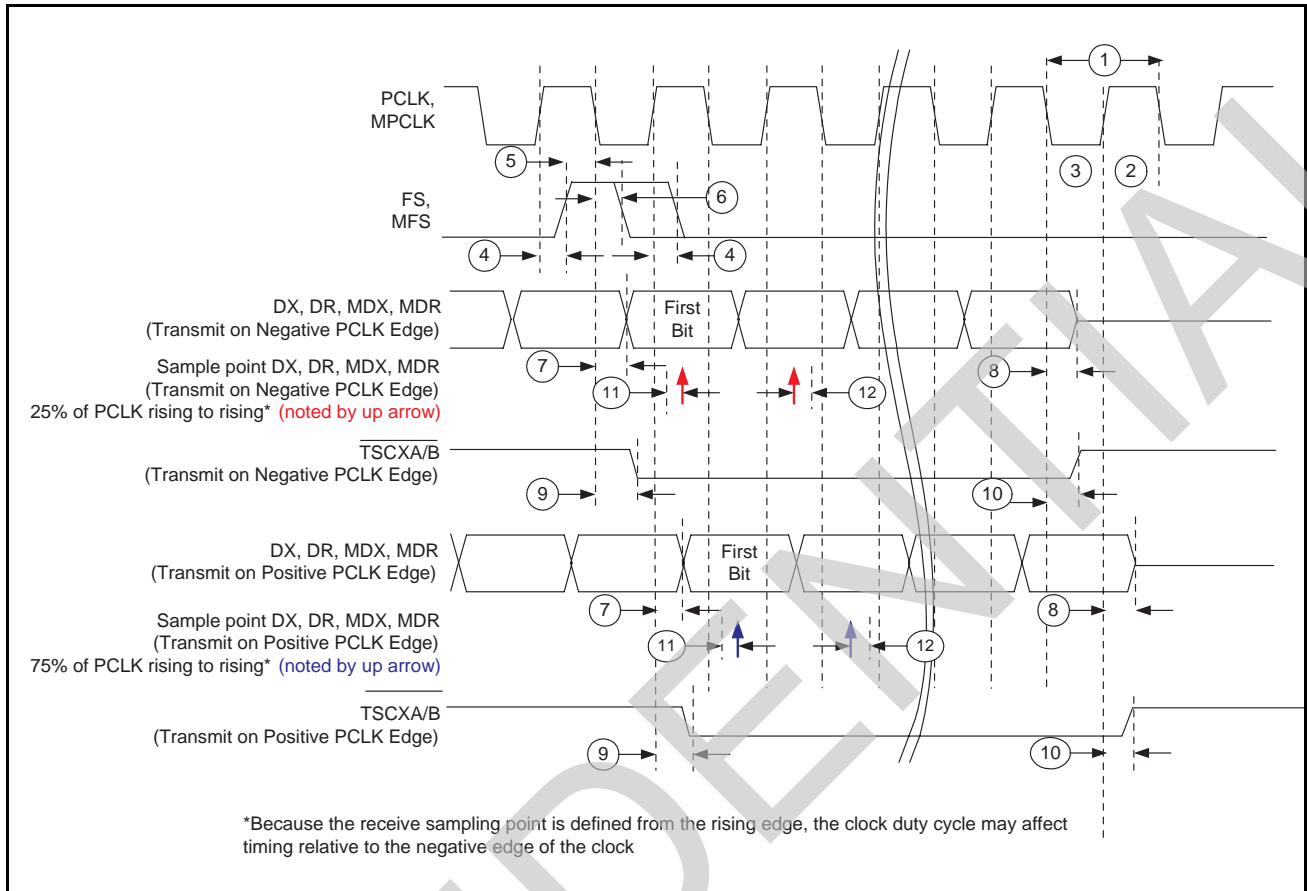 1
PCLK,
MPCLK
5
3
2
FS,
MFS
6
4
4
DX, DR, MDX, MDR
(Transmit on Negative PCLK Edge)
First
Bit
Sample point DX, DR, MDX, MDR
(Transmit on Negative PCLK Edge)
25% of PCLK rising to rising* (noted by up arrow)
7
8
11
12
TSCXA/B
(Transmit on Negative PCLK Edge)
9
10
DX, DR, MDX, MDR
(Transmit on Positive PCLK Edge)
First
Bit
Sample point DX, DR, MDX, MDR
(Transmit on Positive PCLK Edge)
75% of PCLK rising to rising* (noted by up arrow)
7
8
11
12
TSCXA/B
(Transmit on Positive PCLK Edge)
9
10
*Because the receive sampling point is defined from the rising edge, the clock duty cycle may affect
timing relative to the negative edge of the clock
DENTIAL